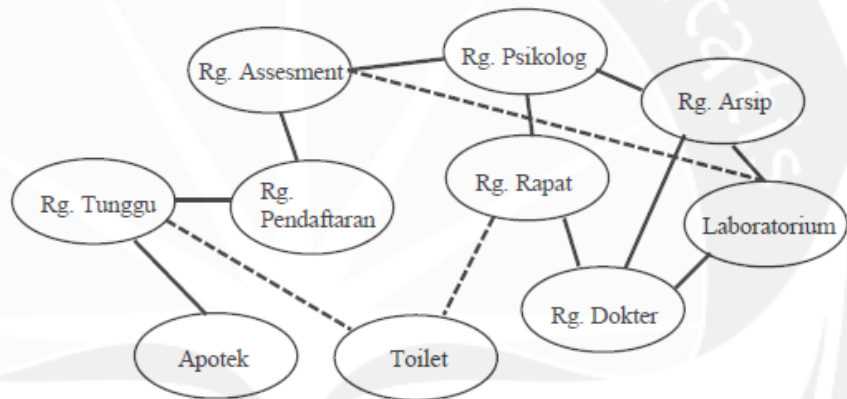 Rg. Assesment
Rg. Psikolog
Rg. Arsip
Rg. Tunggu
Rg.
Pendaftaran
Rg. Rapat
Laboratorium
Apotek
Toilet
Rg. Dokter